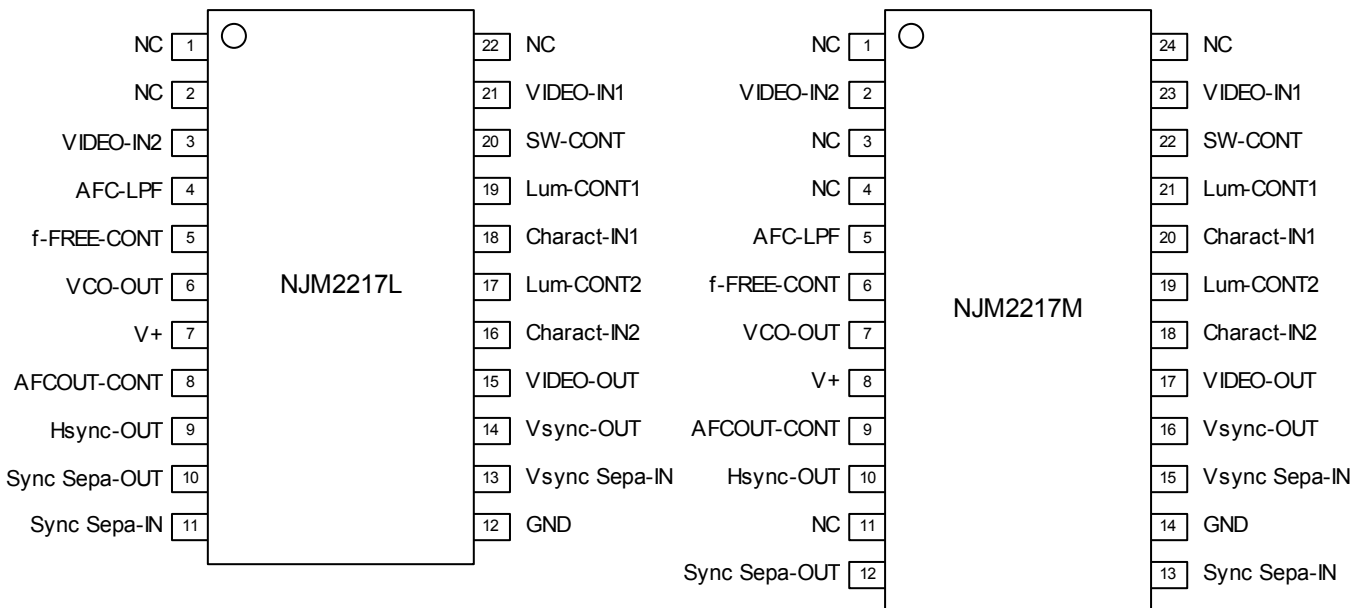 NC 1 22 NC
NC 2 21 VIDEO-IN1
VIDEO-IN2 3 20 SW-CONT
AFC-LPF 4 19 Lum-CONT1
f-FREE-CONT 5 18 Charact-IN1
VCO-OUT 6 17 Lum-CONT2
NJM2217L
V+ 7 16 Charact-IN2
AFCOUT-CONT 8 15 VIDEO-OUT
Hsync-OUT 9 14 Vsync-OUT
Sync Sepa-OUT 10 13 Vsync Sepa-IN
Sync Sepa-IN 11 12 GND
NC 1 24 NC
VIDEO-IN2 2 23 VIDEO-IN1
NC 3 22 SW-CONT
NC 4 21 Lum-CONT1
AFC-LPF 5 20 Charact-IN1
f-FREE-CONT 6 19 Lum-CONT2
NJM2217M
VCO-OUT 7 18 Charact-IN2
V+ 8 17 VIDEO-OUT
AFCOUT-CONT 9 16 Vsync-OUT
Hsync-OUT 10 15 Vsync Sepa-IN
NC 11 14 GND
Sync Sepa-OUT 12 13 Sync Sepa-IN